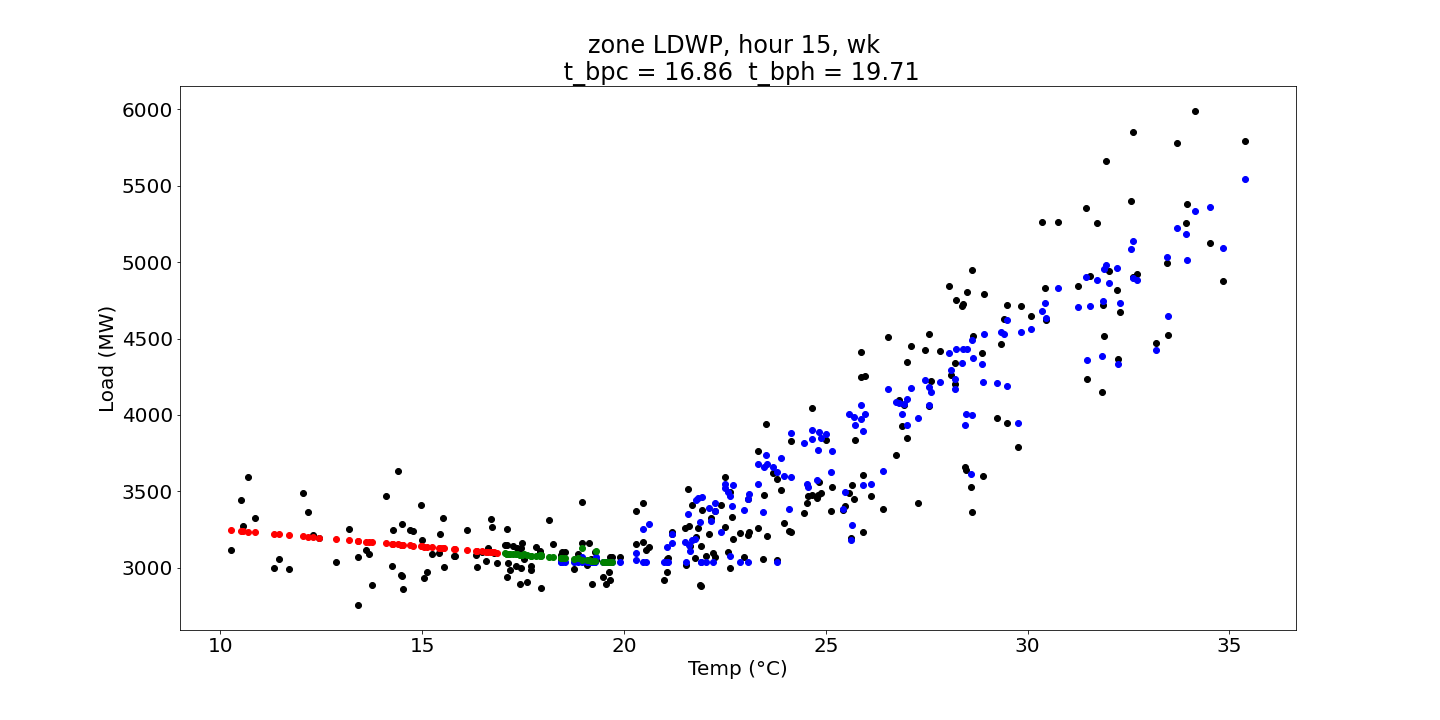 zone LDWP, hour 15, wk
t_bpc = 16.86  t_bph = 19.71
6000
5500
5000
4500
4000
3500
3000
Load (MW)
10 15 20 25 30 35
Temp (°C)